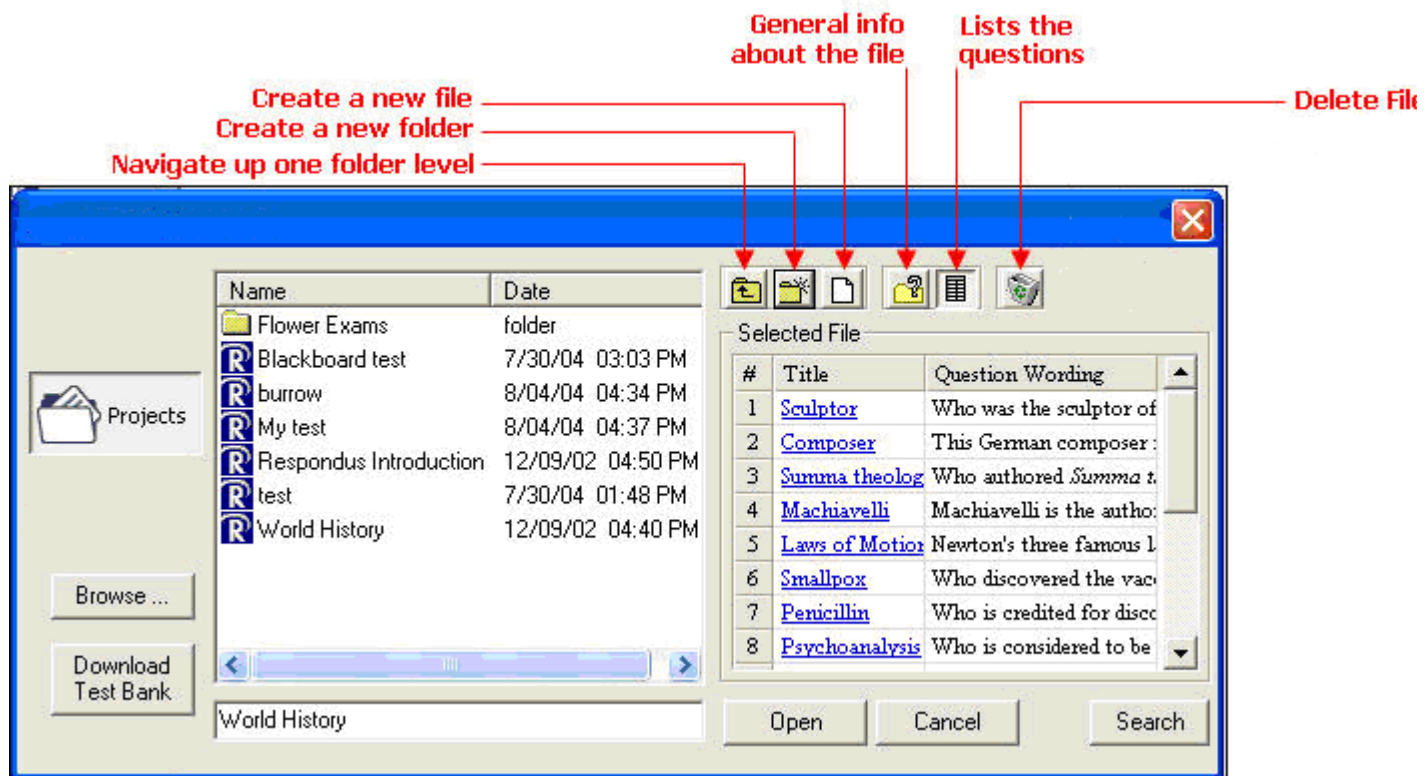 General info
about the file
Lists the
questions
Create a new file
Delete File
Create a new folder
Navigate up one folder level
Name Date
Flower Exams folder
Blackboard test 7/30/04 03:03 PM
burrow 8/04/04 04:34 PM
My test 8/04/04 04:37 PM
Respondus Introduction 12/09/02 04:50 PM
test 7/30/04 01:48 PM
World History 12/09/02 04:40 PM
Projects
Browse ...
Download
Test Bank
World History
Selected File
# Title Question Wording
1 Sculptor Who was the sculptor of
2 Composer This German composer
3 Summa theolog Who authored Summa t
4 Machiavelli Machiavelli is the autho
5 Laws of Motion Newton's three famous
6 Smallpox Who discovered the vac
7 Penicillin Who is credited for disc
8 Psychoanalysis Who is considered to be
Open Cancel Search